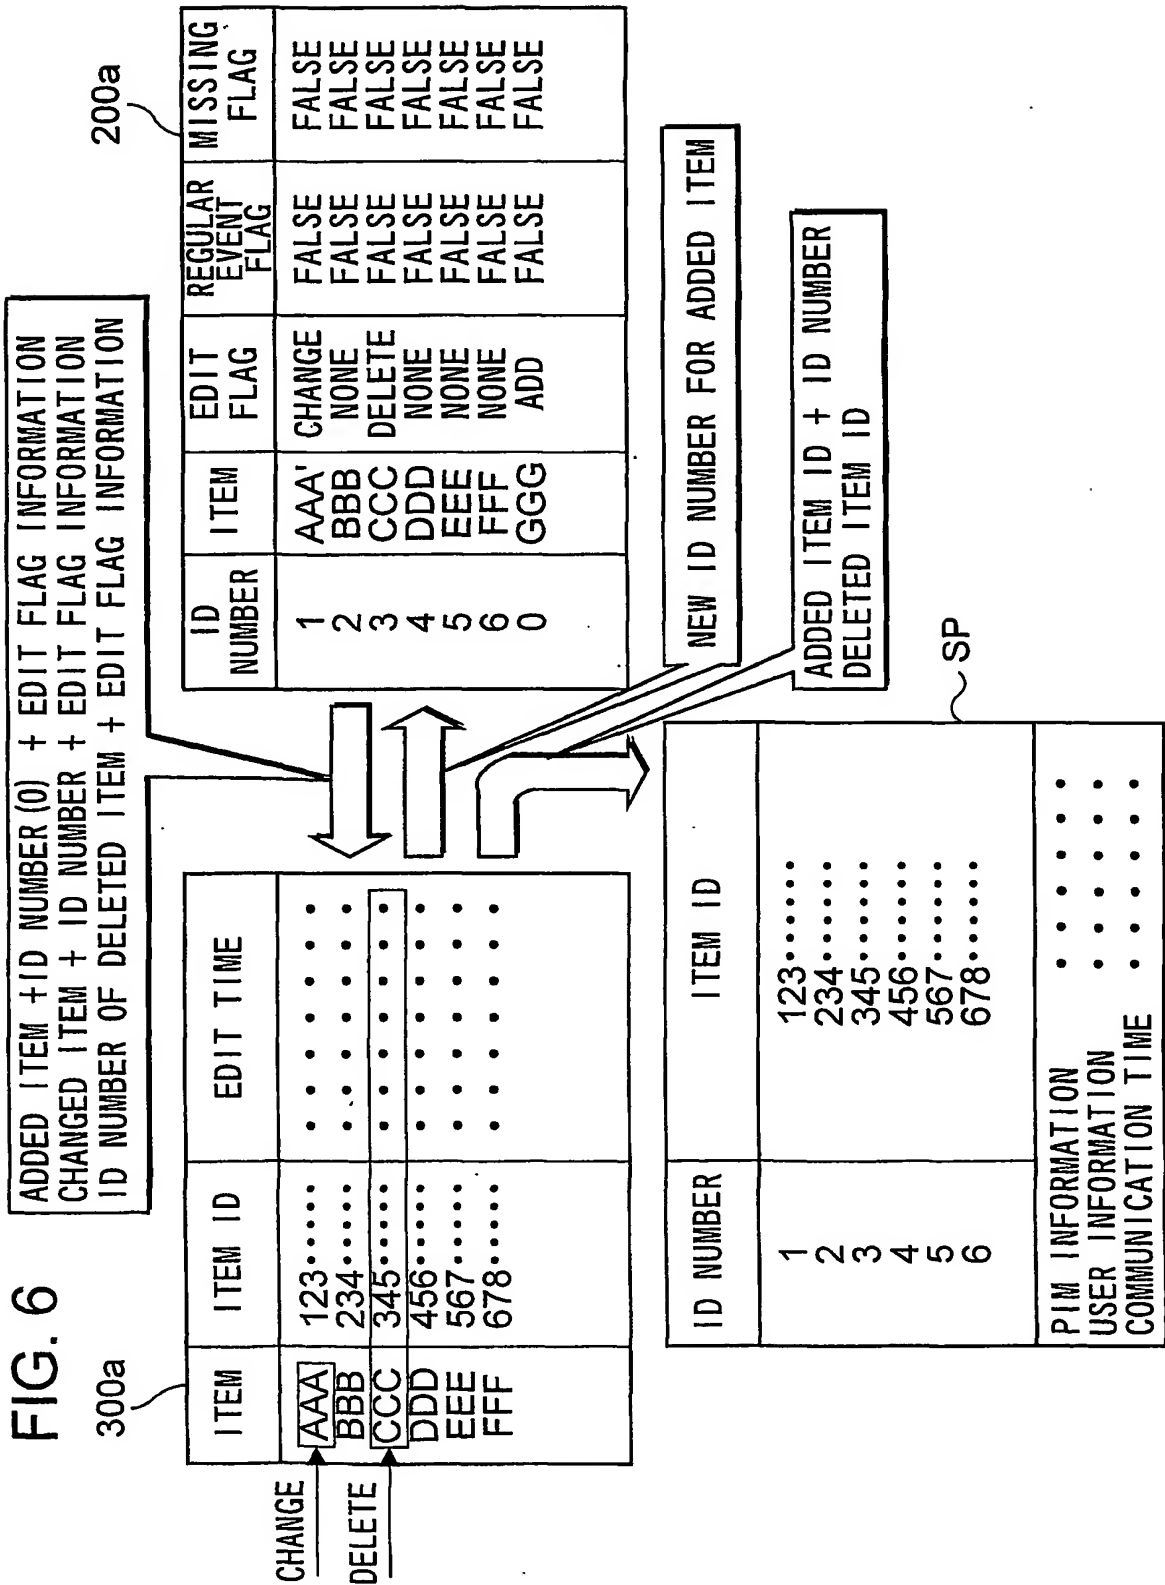 FIG. 6
ADDED ITEM +ID NUMBER (0) + EDIT FLAG INFORMATION
CHANGED ITEM + ID NUMBER + EDIT FLAG INFORMATION
ID NUMBER OF DELETED ITEM + EDIT FLAG INFORMATION
300a
ITEM ITEM ID EDIT TIME
CHANGE AAA 123....... • • • • • • •
BBB 234...... • • • • • • •
DELETE CCC 345....... • • • • • • •
DDD 456...... • • • • • • •
EEE 567...... • • • • • • •
FFF 678...... • • • • • • •
200a
ID NUMBER ITEM EDIT FLAG REGULAR EVENT FLAG MISSING FLAG
1 AAA' CHANGE FALSE FALSE
2 BBB NONE FALSE FALSE
3 CCC DELETE FALSE FALSE
4 DDD NONE FALSE FALSE
5 EEE NONE FALSE FALSE
6 FFF NONE FALSE FALSE
0 GGG ADD FALSE FALSE
NEW ID NUMBER FOR ADDED ITEM
ADDED ITEM ID + ID NUMBER
DELETED ITEM ID
SP
ID NUMBER ITEM ID
1 123.......
2 234.......
3 345.......
4 456.......
5 567.......
6 678.......
PIM INFORMATION • • • • • •
USER INFORMATION • • • • • •
COMMUNICATION TIME • • • • • •